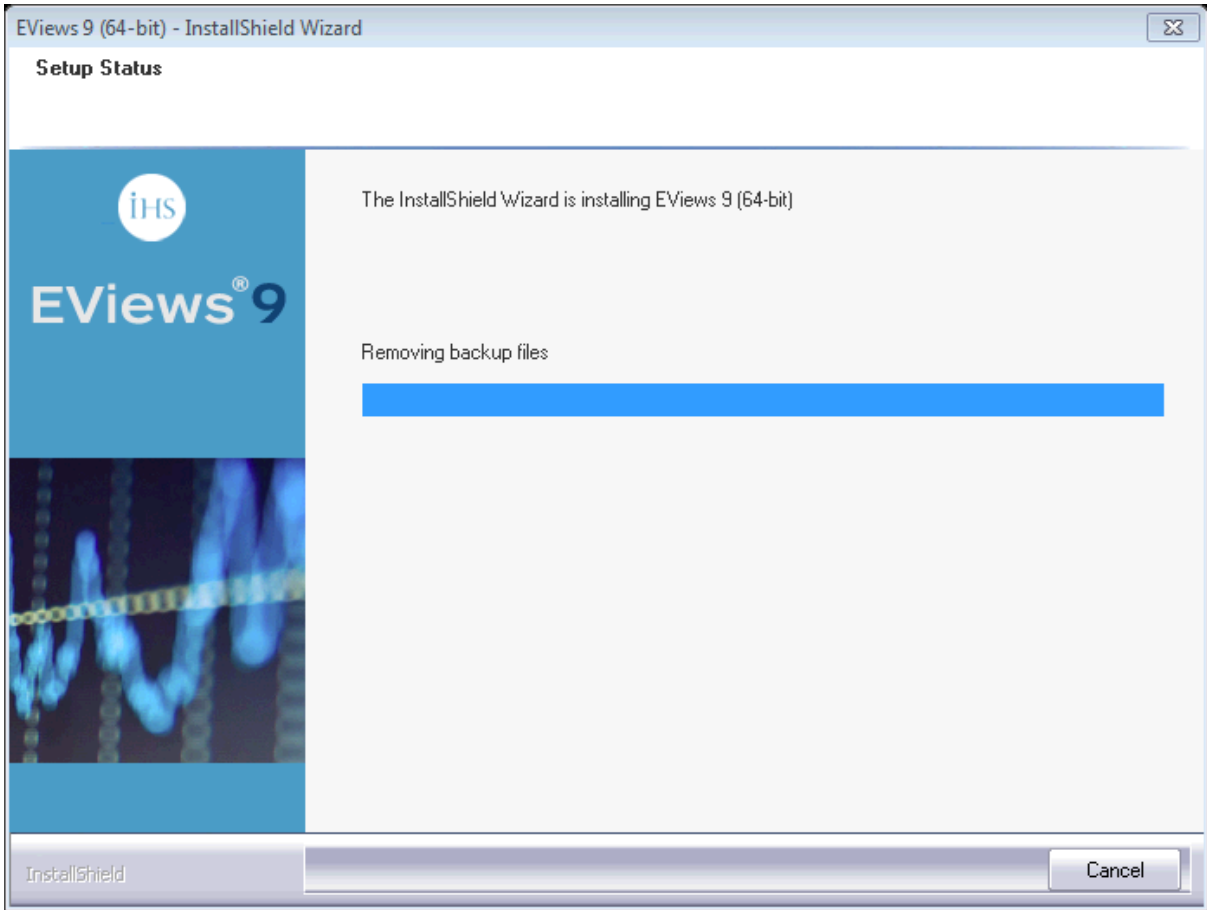 EViews 9 (64-bit) - InstallShield Wizard
Setup Status
The InstallShield Wizard is installing EViews 9 (64-bit)
iHS
EViews®9
Removing backup files
InstallShield
Cancel